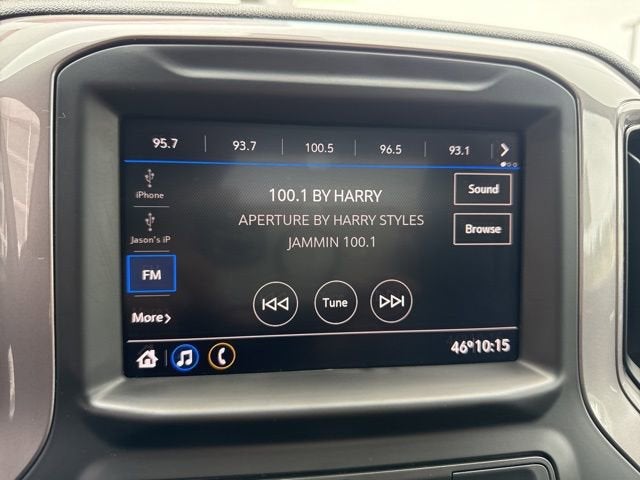 95.7 93.7 100.5 96.5 93.1
iPhone
Jason's iP
FM
More
100.1 BY HARRY
APERTURE BY HARRY STYLES
JAMMIN 100.1
Tune
Sound
Browse
46° 10:15